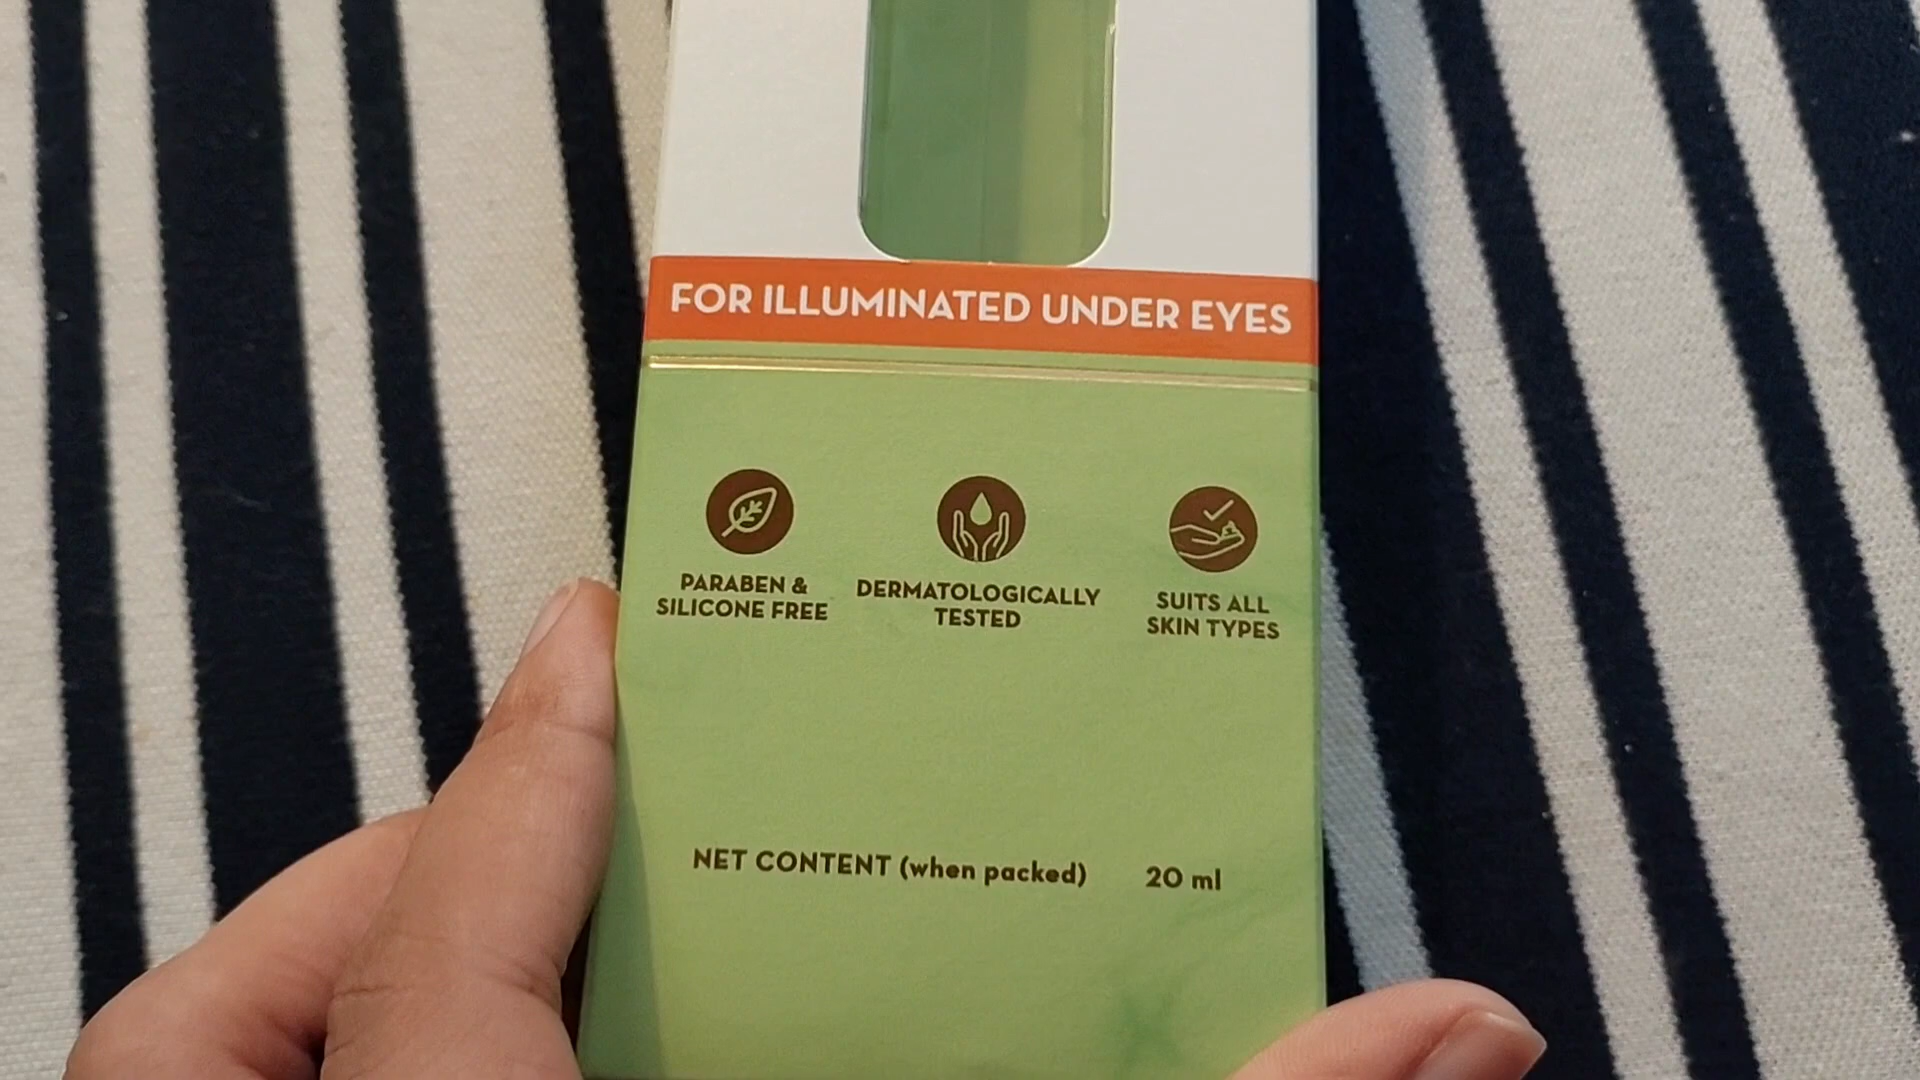 FOR ILLUMINATED UNDER EYES
PARABEN &
SILICONE FREE
DERMATOLOGICALLY
TESTED
SUITS ALL
SKIN TYPES
NET CONTENT (when packed) 20 ml